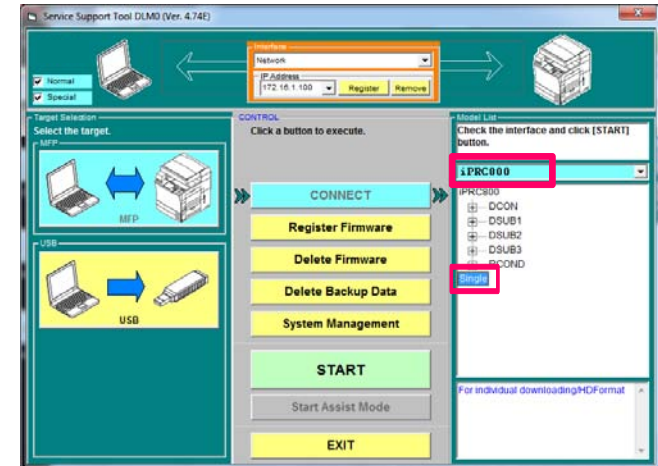 Service Support Tool DLM0 (Ver. 4.74E)
Normal
Special
Interface
Network
IP Address
172.16.1.100
Register
Remove
Target Selection
Select the target.
MFP
MFP
USB
USB
CONTROL
Click a button to execute.
CONNECT
Register Firmware
Delete Firmware
Delete Backup Data
System Management
START
Start Assist Mode
EXIT
Model List
Check the interface and click [START]
button.
iPRC800
iPRC800
DCON
DSUB1
DSUB2
DSUB3
RCOND
Single
For individual downloading/HDFormat